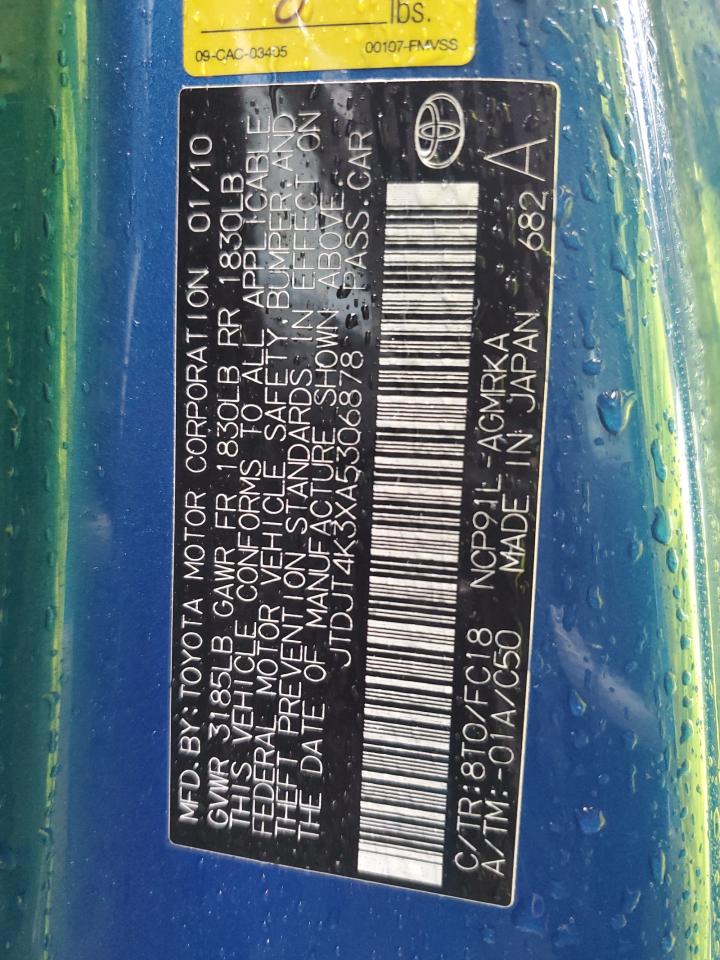 lbs.
09-CAC-03405 00107-FMVSS
MFD. BY: TOYOTA MOTOR CORPORATION 01/10
GVWR 3185LB GAWR FR 1830LB RR 1830LB
THIS VEHICLE CONFORMS TO ALL APPLICABLE
FEDERAL MOTOR VEHICLE SAFETY, BUMPER, AND
THEFT PREVENTION STANDARDS IN EFFECT ON
THE DATE OF MANUFACTURE SHOWN ABOVE.
JTDJT4K3XA5306878 PASS. CAR
C/TR:8T0/FC18 NCP91L-AGMRKA
A/TM:-01A/C50 MADE IN JAPAN 682 A